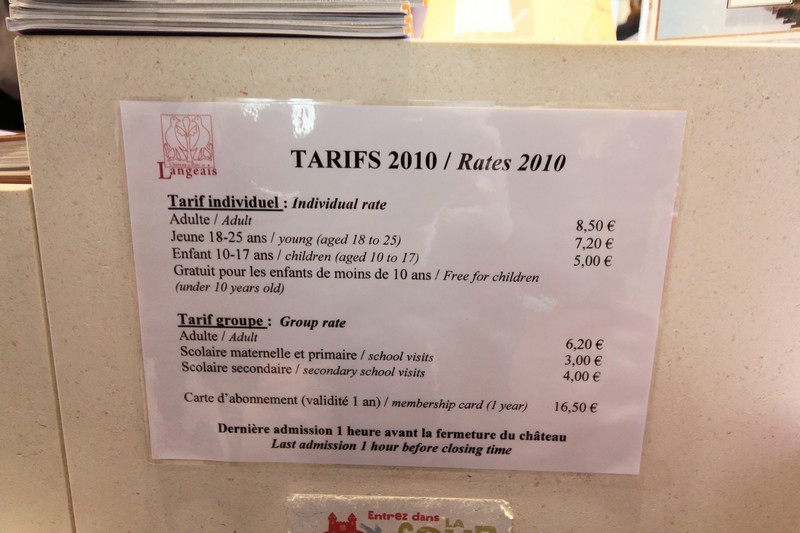 Langeais
TARIFS 2010 / Rates 2010
Tarif individuel : Individual rate
Adulte / Adult 8,50 €
Jeune 18-25 ans / young (aged 18 to 25) 7,20 €
Enfant 10-17 ans / children (aged 10 to 17) 5,00 €
Gratuit pour les enfants de moins de 10 ans / Free for children
(under 10 years old)
Tarif groupe : Group rate
Adulte / Adult 6,20 €
Scolaire maternelle et primaire / school visits 3,00 €
Scolaire secondaire / secondary school visits 4,00 €
Carte d'abonnement (validité 1 an) / membership card (1 year) 16,50 €
Dernière admission 1 heure avant la fermeture du château
Last admission 1 hour before closing time
Entrez dans
LA